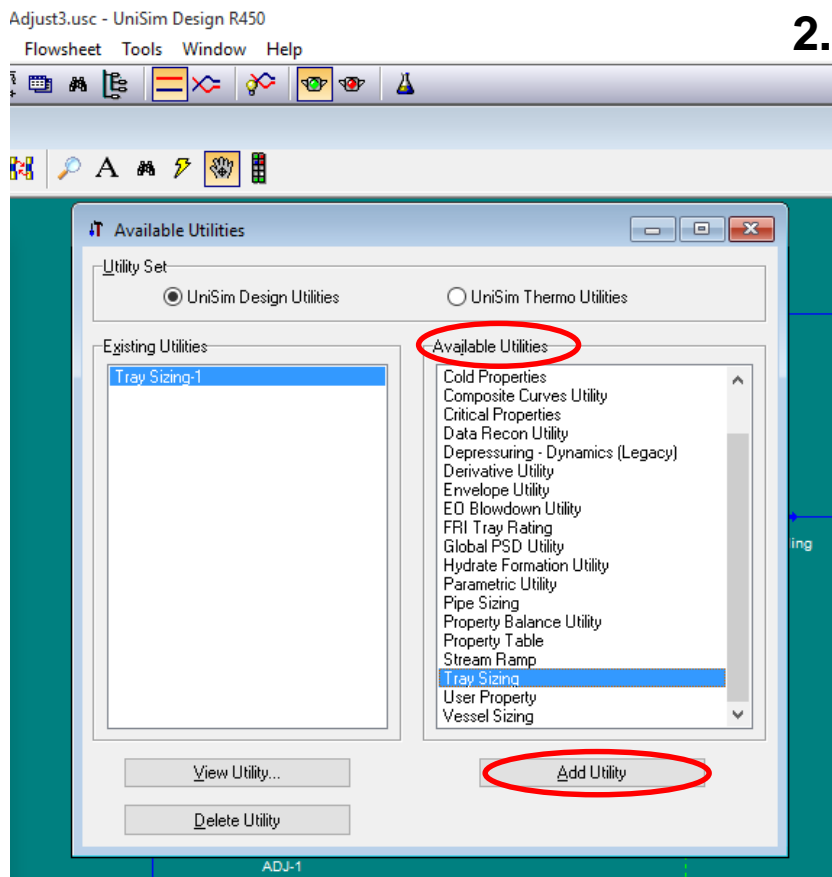 Adjust3.usc - UniSim Design R450
2.
Flowsheet Tools Window Help
A
Available Utilities
Utility Set
UniSim Design Utilities
UniSim Thermo Utilities
Existing Utilities
Tray Sizing-1
Available Utilities
Cold Properties
Composite Curves Utility
Critical Properties
Data Recon Utility
Depressuring - Dynamics (Legacy)
Derivative Utility
Envelope Utility
EO Blowdown Utility
FRI Tray Rating
Global PSD Utility
Hydrate Formation Utility
Parametric Utility
Pipe Sizing
Property Balance Utility
Property Table
Stream Ramp
Tray Sizing
User Property
Vessel Sizing
View Utility...
Add Utility
Delete Utility
ing
ADJ-1